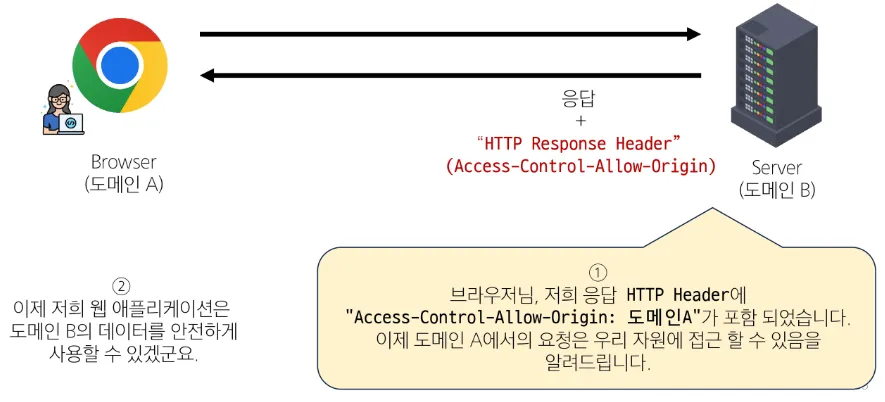 응답
+
“HTTP Response Header”
(Access-Control-Allow-Origin)
Browser
(도메인 A)
Server
(도메인 B)
①
브라우저님, 저희 응답 HTTP Header에
"Access-Control-Allow-Origin: 도메인A"가 포함 되었습니다.
이제 도메인 A에서의 요청은 우리 자원에 접근 할 수 있음을
알려드립니다.
②
이제 저희 웹 애플리케이션은
도메인 B의 데이터를 안전하게
사용할 수 있겠군요.